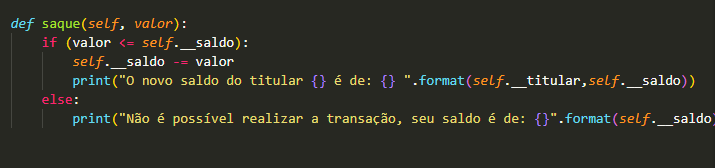 def saque(self, valor):
    if (valor <= self.__saldo):
        self.__saldo -= valor
        print("O novo saldo do titular {} é de: {} ".format(self.__titular,self.__saldo))
    else:
        print("Não é possível realizar a transação, seu saldo é de: {}".format(self.__saldo